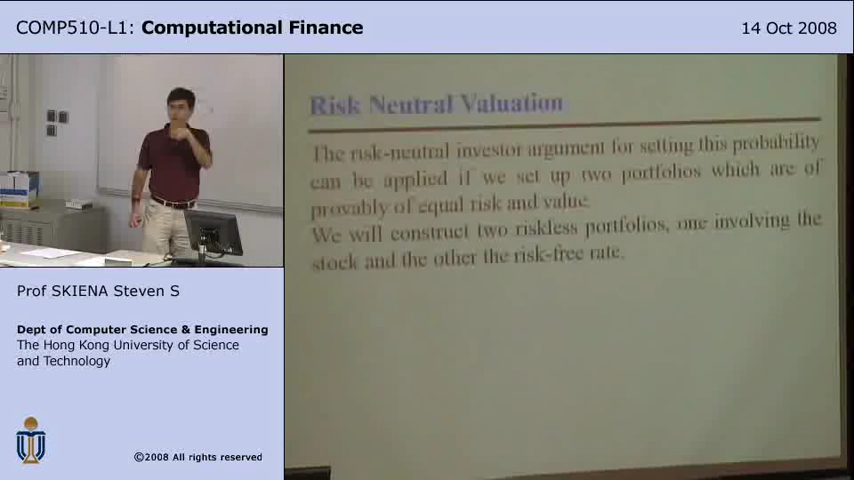 COMP510-L1: Computational Finance
14 Oct 2008
Risk Neutral Valuation
The risk-neutral investor argument for setting this probability
can be applied if we set up two portfolios which are of
provably of equal risk and value.
We will construct two riskless portfolios, one involving the
stock and the other the risk-free rate.
Prof SKIENA Steven S
Dept of Computer Science & Engineering
The Hong Kong University of Science
and Technology
©2008 All rights reserved